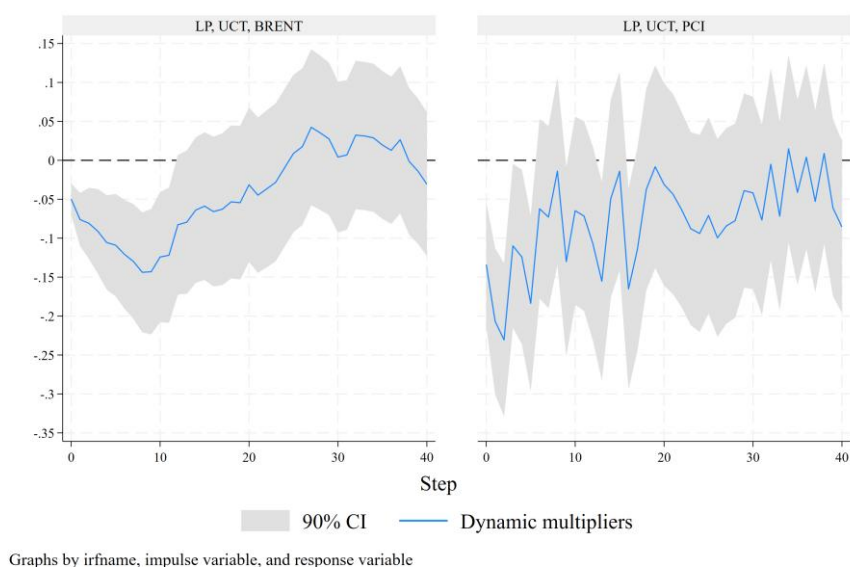 LP, UCT, BRENT
LP, UCT, PCI
.15
.1
.05
0
-.05
-.1
-.15
-.2
-.25
-.3
-.35
0 10 20 30 40
0 10 20 30 40
Step
90% CI
Dynamic multipliers
Graphs by irfname, impulse variable, and response variable